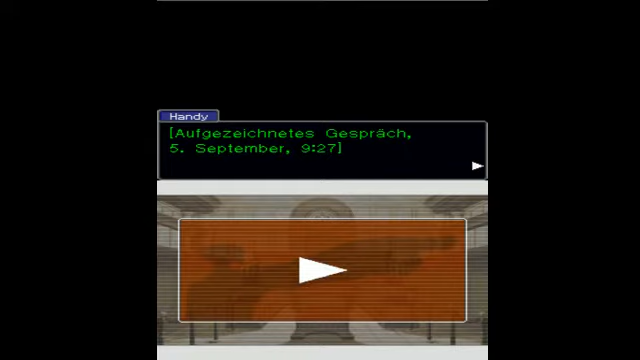 Handy
[Aufgezeichnetes Gespräch,
5. September, 9:27]